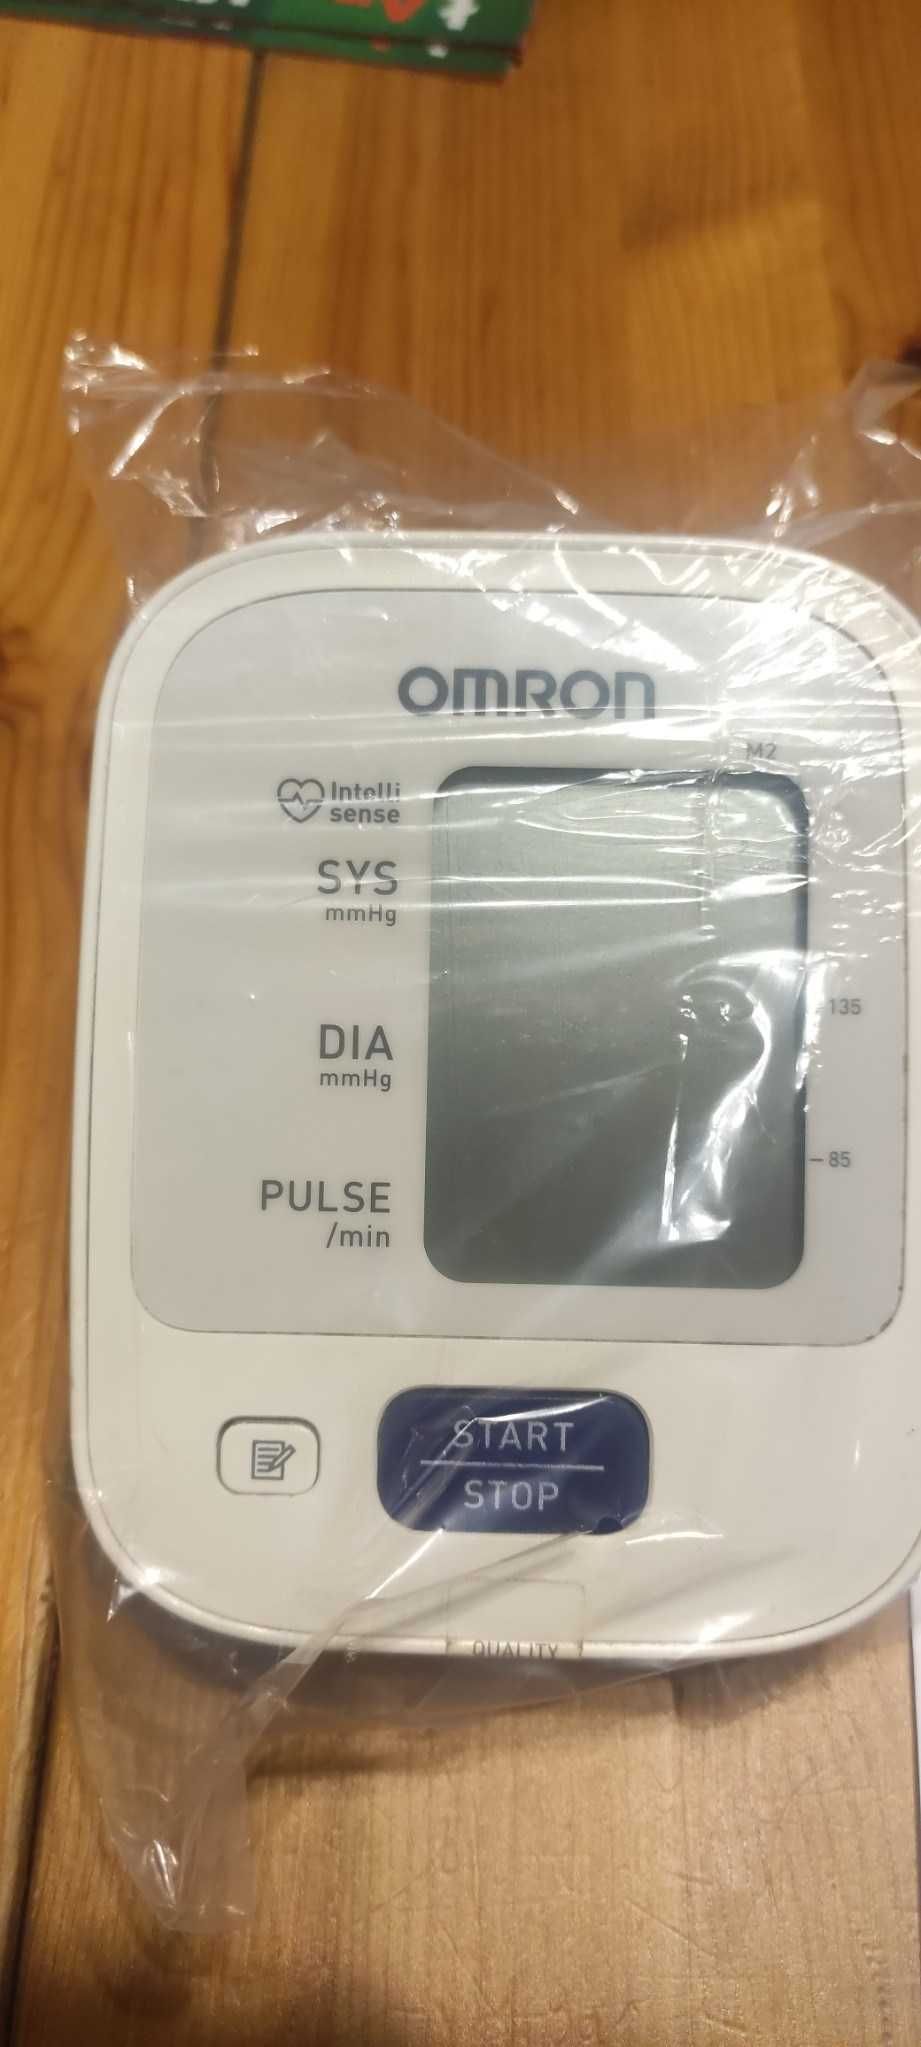 OMRON
M2
Intelli
sense
SYS
mmHg
135
DIA
mmHg
85
PULSE
/min
START
STOP
QUALITY